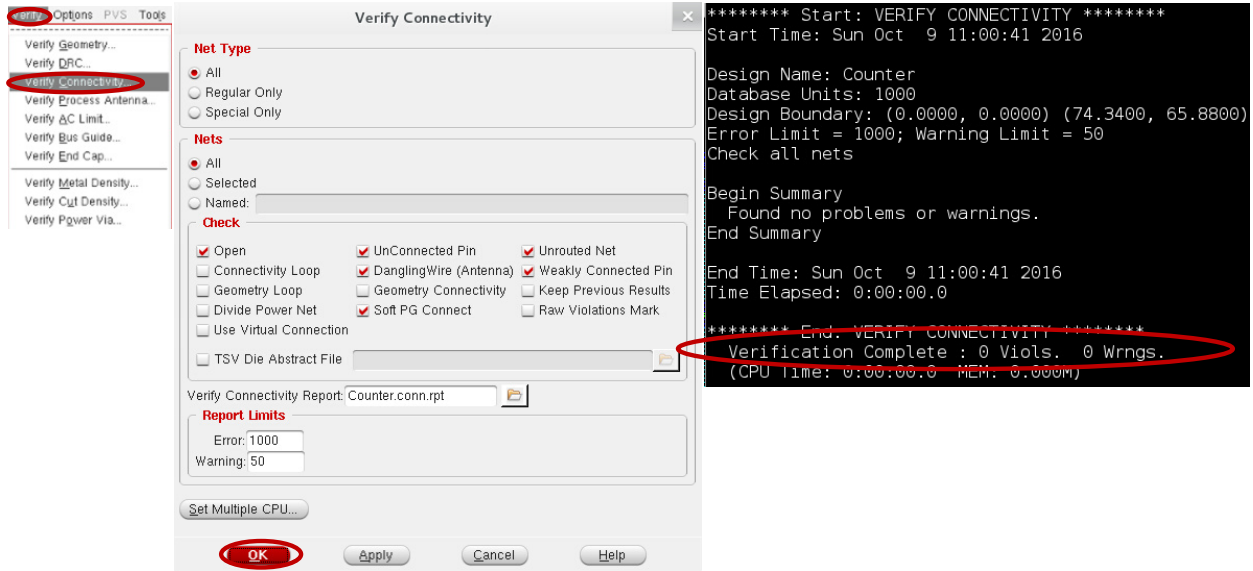 Verify Options PVS Tools
Verify Geometry...
Verify DRC...
Verify Connectivity...
Verify Process Antenna...
Verify AC Limit...
Verify Bus Guide...
Verify End Cap...
Verify Metal Density...
Verify Cut Density...
Verify Power Via...
Verify Connectivity
Net Type
All
Regular Only
Special Only
Nets
All
Selected
Named:
Check
Open UnConnected Pin Unrouted Net
Connectivity Loop DanglingWire (Antenna) Weakly Connected Pin
Geometry Loop Geometry Connectivity Keep Previous Results
Divide Power Net Soft PG Connect Raw Violations Mark
Use Virtual Connection
TSV Die Abstract File
Verify Connectivity Report: Counter.conn.rpt
Report Limits
Error: 1000
Warning: 50
Set Multiple CPU...
OK Apply Cancel Help
******** Start: VERIFY CONNECTIVITY ********
Start Time: Sun Oct  9 11:00:41 2016
Design Name: Counter
Database Units: 1000
Design Boundary: (0.0000, 0.0000) (74.3400, 65.8800)
Error Limit = 1000; Warning Limit = 50
Check all nets
Begin Summary
Found no problems or warnings.
End Summary
End Time: Sun Oct  9 11:00:41 2016
Time Elapsed: 0:00:00.0
******** End: VERIFY CONNECTIVITY ********
Verification Complete : 0 Viols.  0 Wrngs.
(CPU Time: 0:00:00.0  MEM: 0.000M)